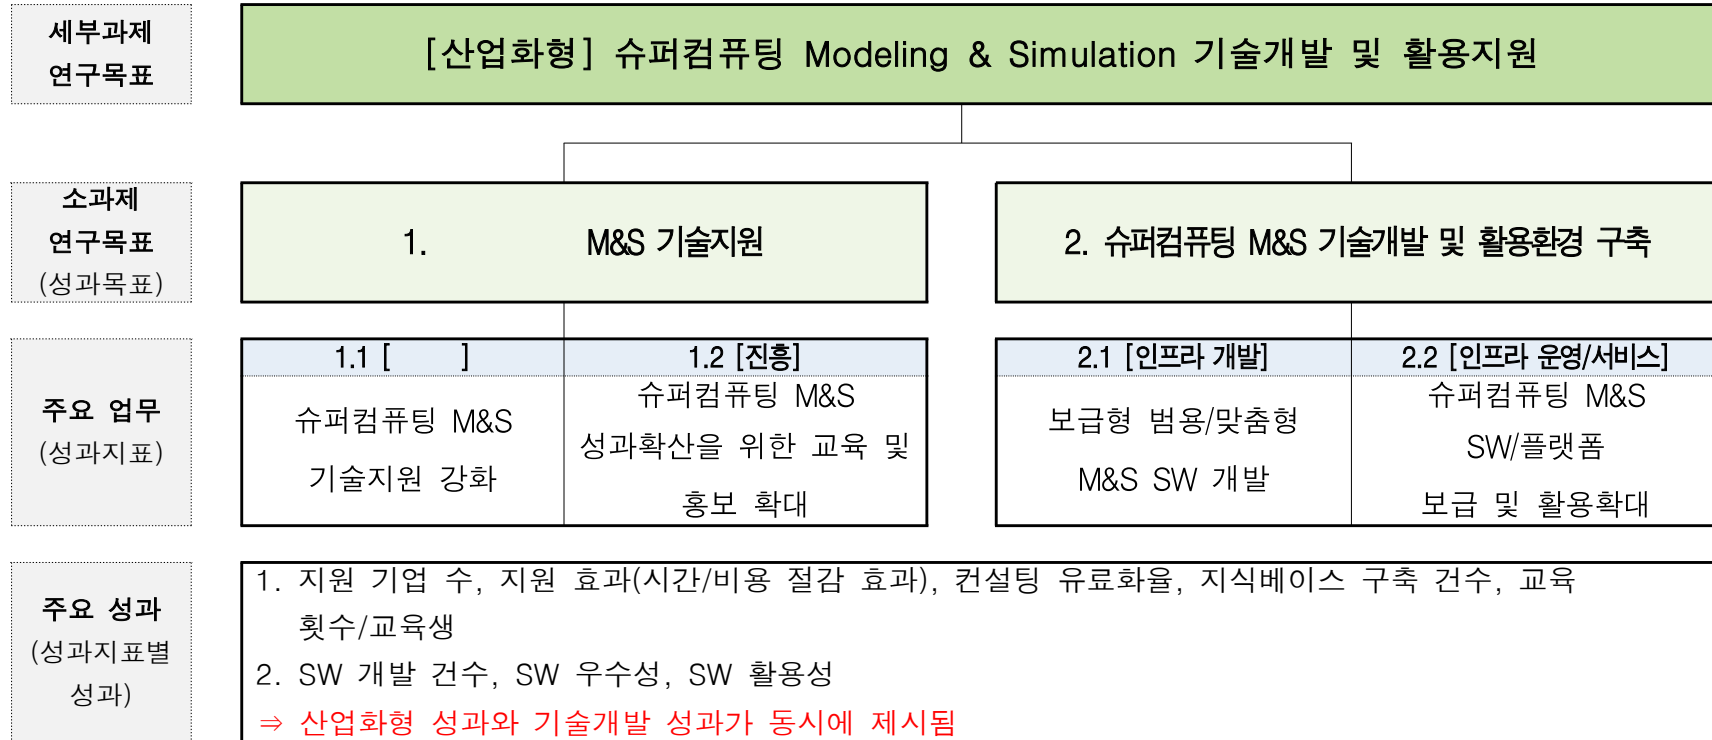 세부과제
연구목표
[산업화형] 슈퍼컴퓨팅 Modeling & Simulation 기술개발 및 활용지원
소과제
연구목표
(성과목표)
1. M&S 기술지원
2. 슈퍼컴퓨팅 M&S 기술개발 및 활용환경 구축
주요 업무
(성과지표)
1.1 [ ]
슈퍼컴퓨팅 M&S
기술지원 강화
1.2 [진흥]
슈퍼컴퓨팅 M&S
성과확산을 위한 교육 및
홍보 확대
2.1 [인프라 개발]
보급형 범용/맞춤형
M&S SW 개발
2.2 [인프라 운영/서비스]
슈퍼컴퓨팅 M&S
SW/플랫폼
보급 및 활용확대
주요 성과
(성과지표별
성과)
1. 지원 기업 수, 지원 효과(시간/비용 절감 효과), 컨설팅 유료화율, 지식베이스 구축 건수, 교육
횟수/교육생
2. SW 개발 건수, SW 우수성, SW 활용성
⇒ 산업화형 성과와 기술개발 성과가 동시에 제시됨